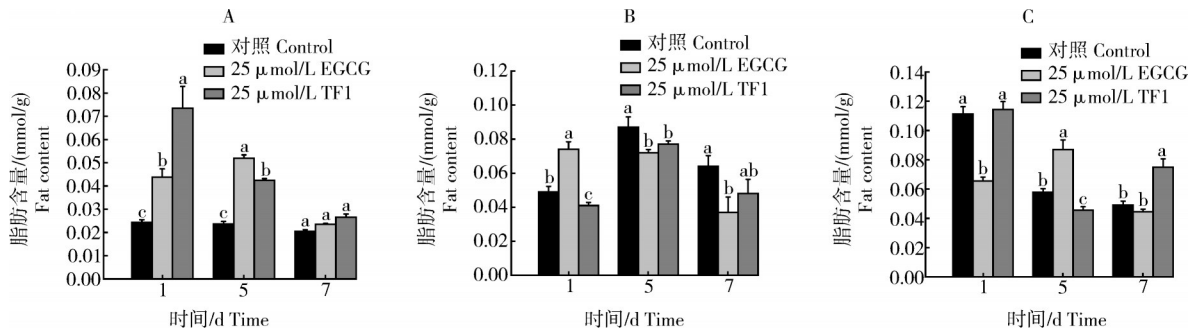 A
对照 Control
25 μmol/L EGCG
25 μmol/L TF1
0.09
0.08
0.07
0.06
0.05
0.04
0.03
0.02
0.01
0.00
脂肪含量/(mmol/g)
Fat content
c
b
a
c
a
b
a
a
a
1
5
7
时间/d Time
B
对照 Control
25 μmol/L EGCG
25 μmol/L TF1
0.12
0.10
0.08
0.06
0.04
0.02
0.00
脂肪含量/(mmol/g)
Fat content
b
a
c
a
b
b
a
b
ab
1
5
7
时间/d Time
C
对照 Control
25 μmol/L EGCG
25 μmol/L TF1
0.14
0.12
0.10
0.08
0.06
0.04
0.02
0.00
脂肪含量/(mmol/g)
Fat content
a
b
a
b
a
c
b
b
a
1
5
7
时间/d Time